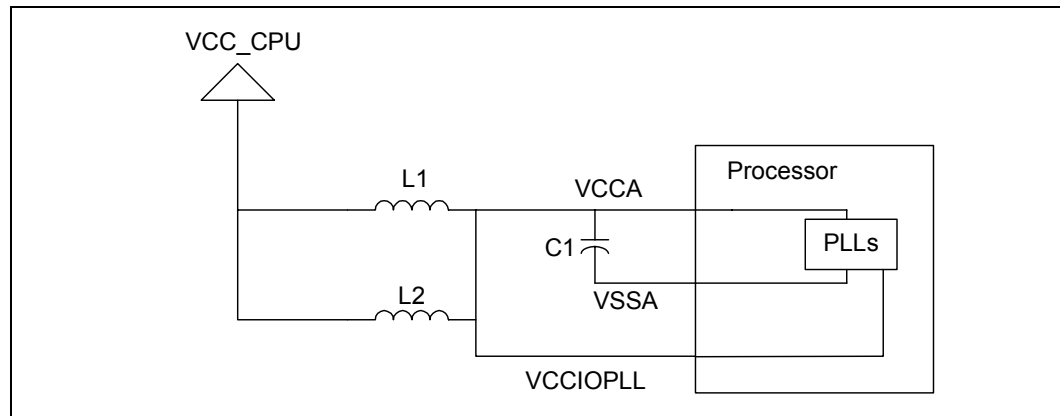 VCC_CPU
L1
VCCA
Processor
C1
PLLs
L2
VSSA
VCCIOPLL